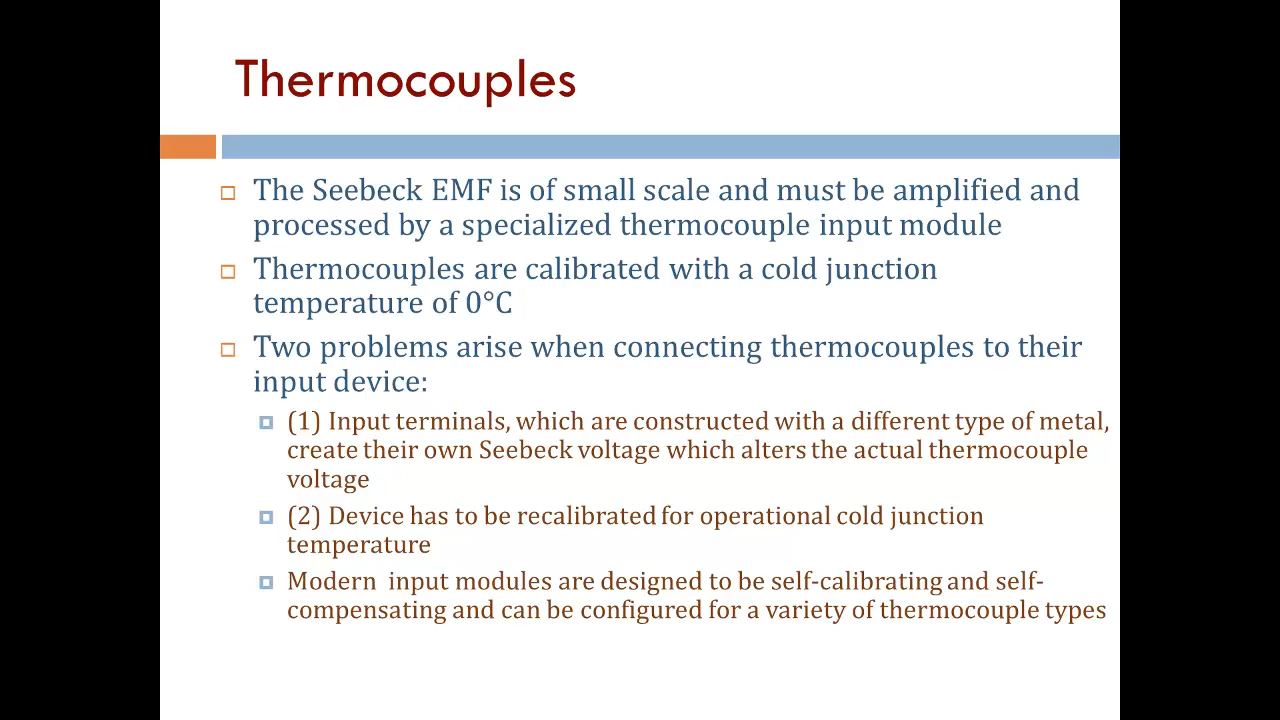 Thermocouples
The Seebeck EMF is of small scale and must be amplified and
processed by a specialized thermocouple input module
Thermocouples are calibrated with a cold junction
temperature of 0°C
Two problems arise when connecting thermocouples to their
input device:
(1) Input terminals, which are constructed with a different type of metal,
create their own Seebeck voltage which alters the actual thermocouple
voltage
(2) Device has to be recalibrated for operational cold junction
temperature
Modern input modules are designed to be self-calibrating and self-
compensating and can be configured for a variety of thermocouple types